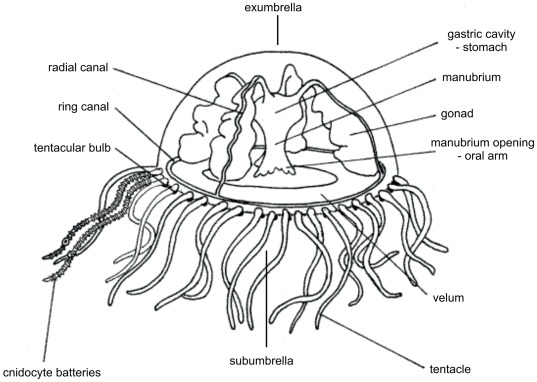 exumbrella
gastric cavity
- stomach
radial canal
manubrium
ring canal
gonad
tentacular bulb
manubrium opening
- oral arm
velum
subumbrella
tentacle
cnidocyte batteries